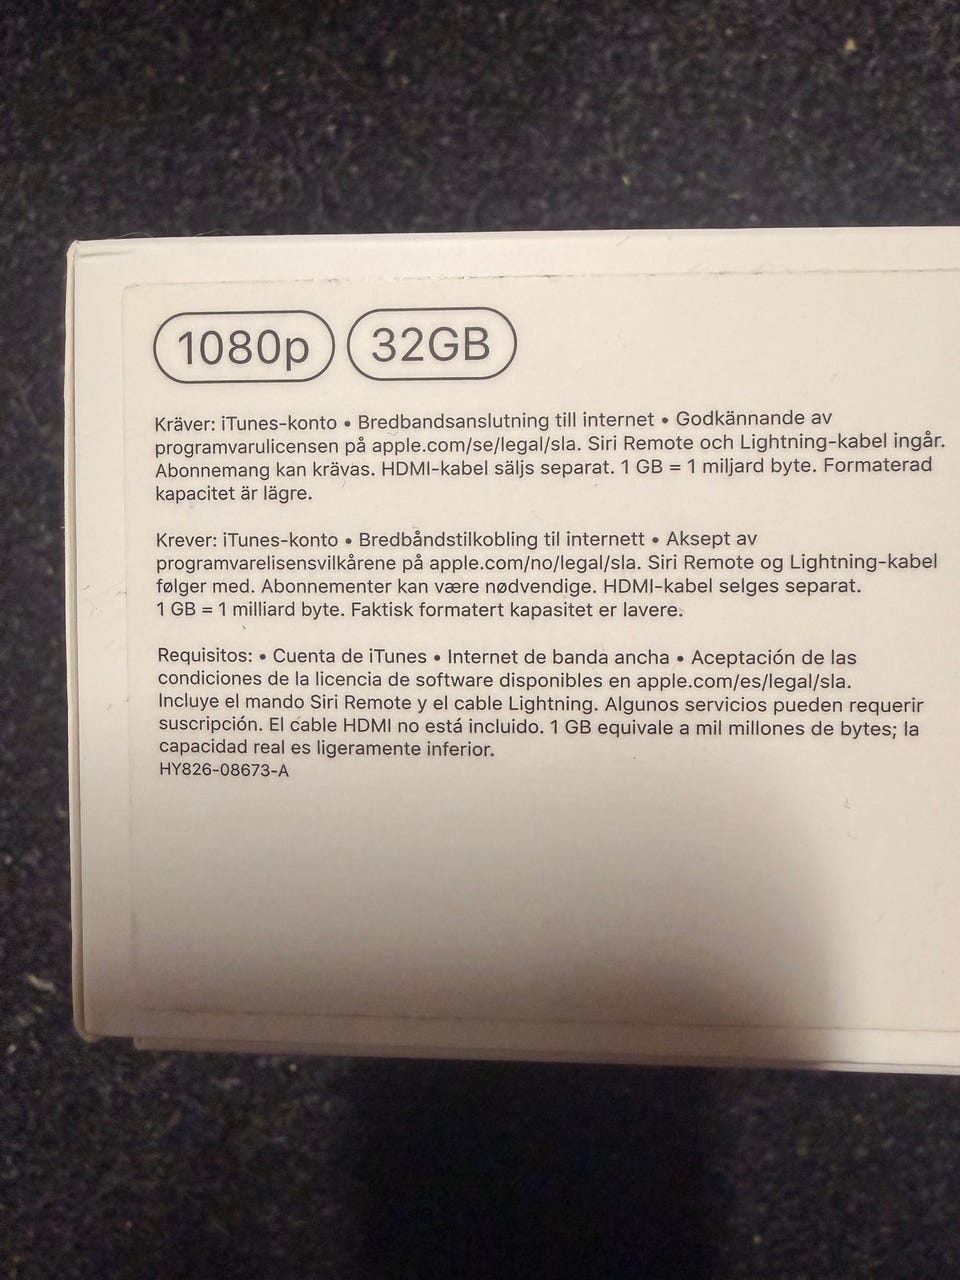 1080p 32GB
Kräver: iTunes-konto • Bredbandsanslutning till internet • Godkännande av
programvarulicensen på apple.com/se/legal/sla. Siri Remote och Lightning-kabel ingår.
Abonnemang kan krävas. HDMI-kabel säljs separat. 1 GB = 1 miljard byte. Formaterad
kapacitet är lägre.
Krever: iTunes-konto • Bredbåndstilkobling til internett • Aksept av
programvarelisensvilkårene på apple.com/no/legal/sla. Siri Remote og Lightning-kabel
følger med. Abonnementer kan være nødvendige. HDMI-kabel selges separat.
1 GB = 1 milliard byte. Faktisk formatert kapasitet er lavere.
Requisitos: • Cuenta de iTunes • Internet de banda ancha • Aceptación de las
condiciones de la licencia de software disponibles en apple.com/es/legal/sla.
Incluye el mando Siri Remote y el cable Lightning. Algunos servicios pueden requerir
suscripción. El cable HDMI no está incluido. 1 GB equivale a mil millones de bytes; la
capacidad real es ligeramente inferior.
HY826-08673-A